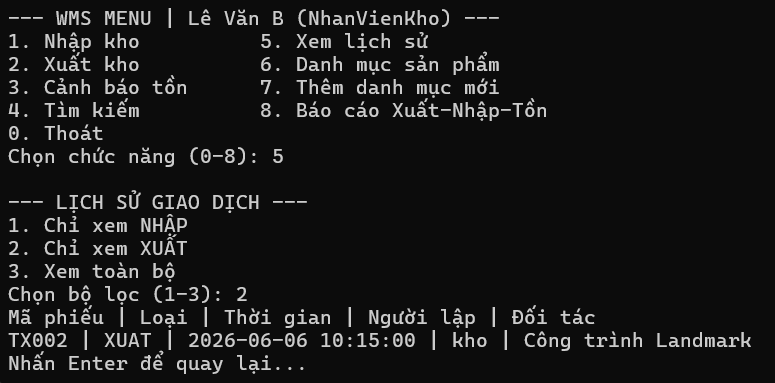 --- WMS MENU | Lê Văn B (NhanVienKho) ---
1. Nhập kho          5. Xem lịch sử
2. Xuất kho          6. Danh mục sản phẩm
3. Cảnh báo tồn      7. Thêm danh mục mới
4. Tìm kiếm          8. Báo cáo Xuất-Nhập-Tồn
0. Thoát
Chọn chức năng (0-8): 5

--- LỊCH SỬ GIAO DỊCH ---
1. Chỉ xem NHẬP
2. Chỉ xem XUẤT
3. Xem toàn bộ
Chọn bộ lọc (1-3): 2
Mã phiếu | Loại | Thời gian | Người lập | Đối tác
TX002 | XUAT | 2026-06-06 10:15:00 | kho | Công trình Landmark
Nhấn Enter để quay lại...